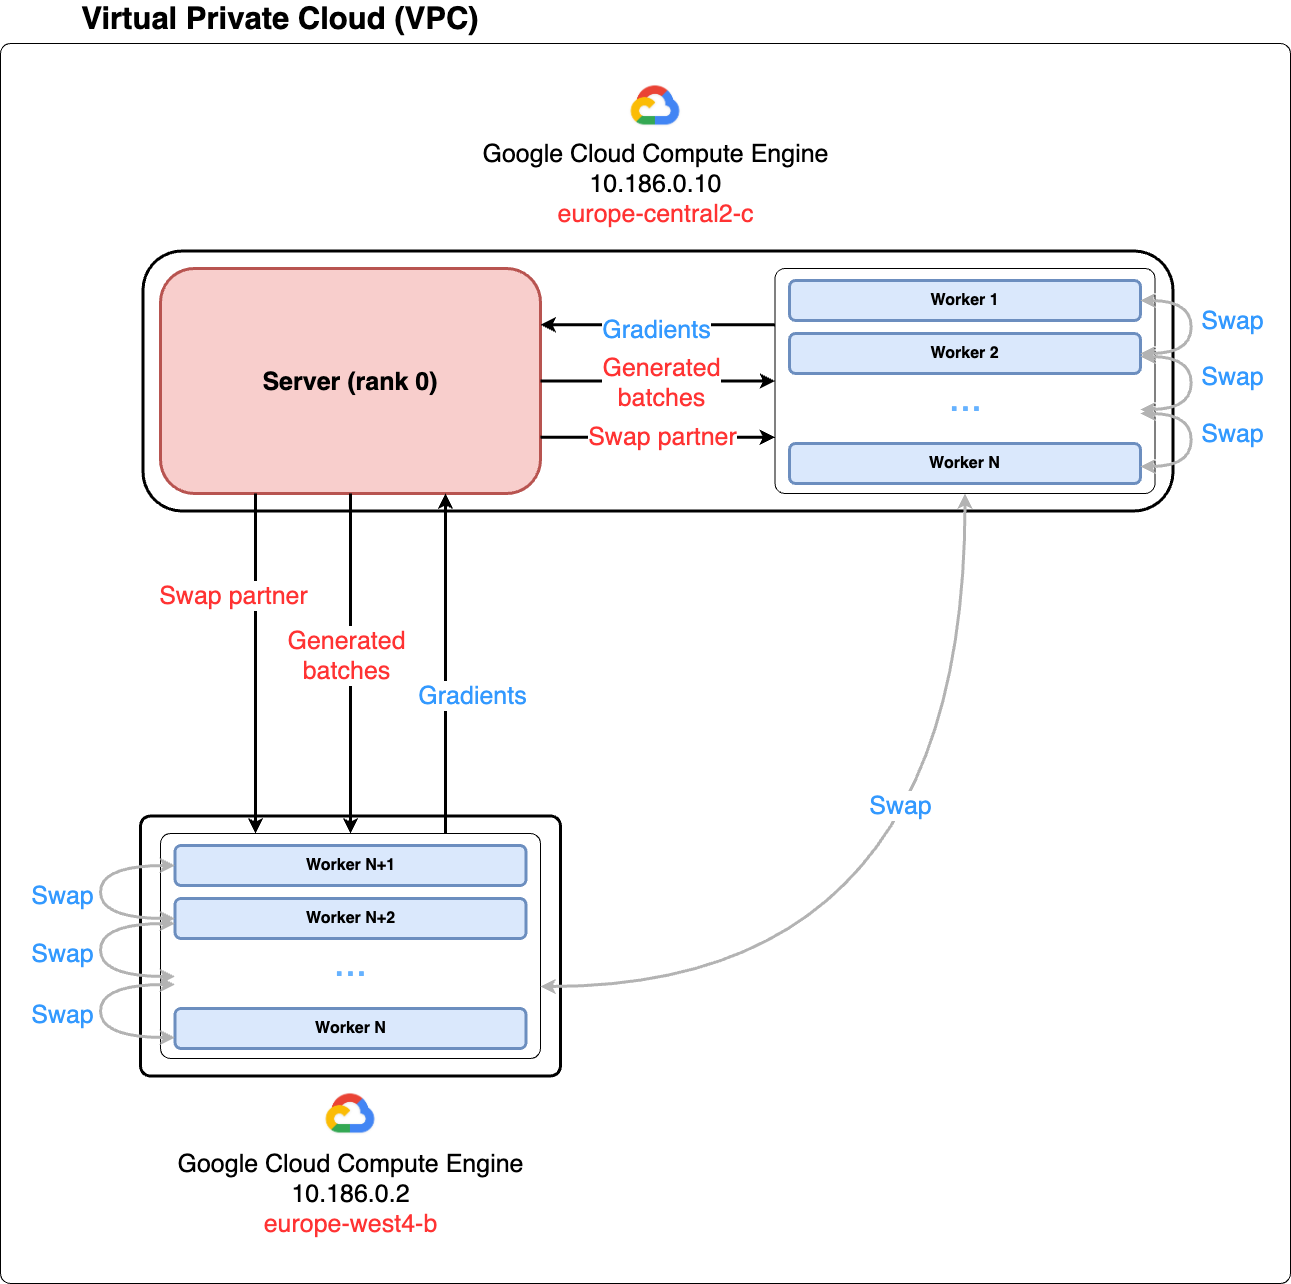 Virtual Private Cloud (VPC)
Google Cloud Compute Engine
10.186.0.10
europe-central2-c
Server (rank 0)
Gradients
Generated
batches
Swap partner
Worker 1
Worker 2
...
Worker N
Swap
Swap
Swap
Swap partner
Generated
batches
Gradients
Swap
Worker N+1
Worker N+2
...
Worker N
Swap
Swap
Swap
Google Cloud Compute Engine
10.186.0.2
europe-west4-b